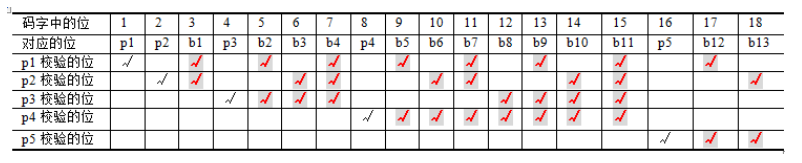 码字中的位 1 2 3 4 5 6 7 8 9 10 11 12 13 14 15 16 17 18
对应的位 p1 p2 b1 p3 b2 b3 b4 p4 b5 b6 b7 b8 b9 b10 b11 p5 b12 b13
p1 校验的位 √ √ √ √ √ √ √ √ √
p2 校验的位 √ √ √ √ √ √ √ √ √
p3 校验的位 √ √ √ √ √ √ √ √
p4 校验的位 √ √ √ √ √ √ √ √
p5 校验的位 √ √ √